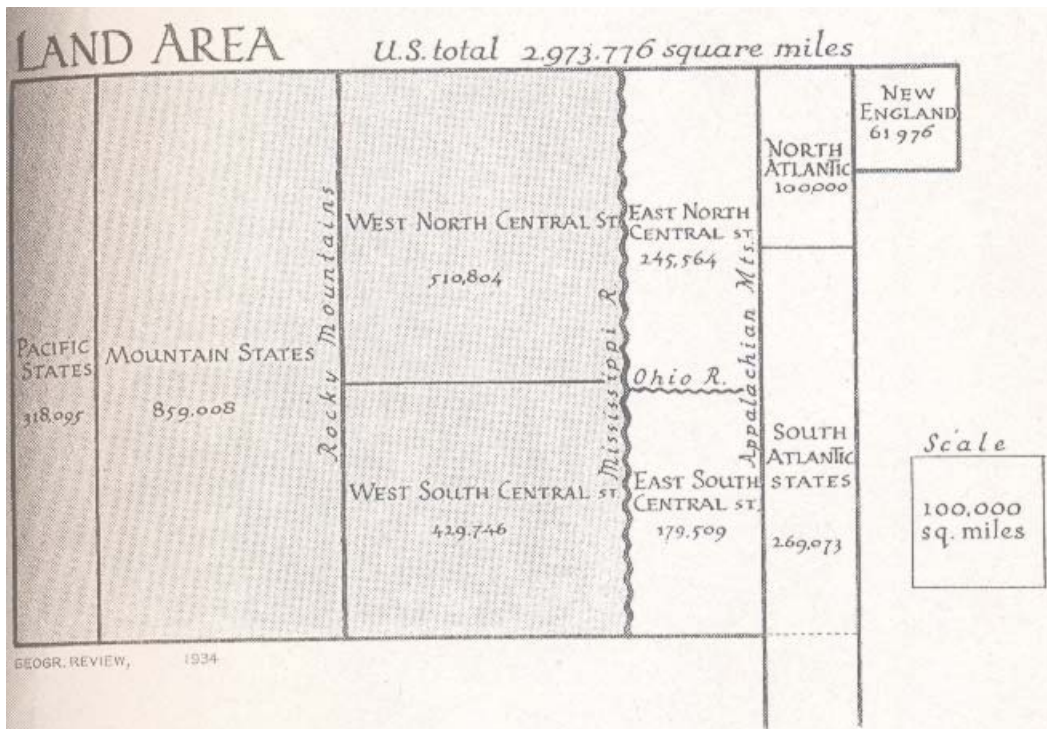 LAND AREA
U.S. total 2.973.776 square miles
NEW
ENGLAND
61 976
NORTH
ATLANTIC
100,000
WEST NORTH CENTRAL ST.
510,804
EAST NORTH
CENTRAL ST.
245,564
PACIFIC
STATES
318,095
MOUNTAIN STATES
859.008
Rocky Mountains
Mississippi R.
Ohio R.
Appalachian Mts.
WEST SOUTH CENTRAL ST.
429.746
EAST SOUTH
CENTRAL ST.
179.509
SOUTH
ATLANTIC
STATES
269,073
Scale
100,000
sq. miles
GEOGR. REVIEW, 1934